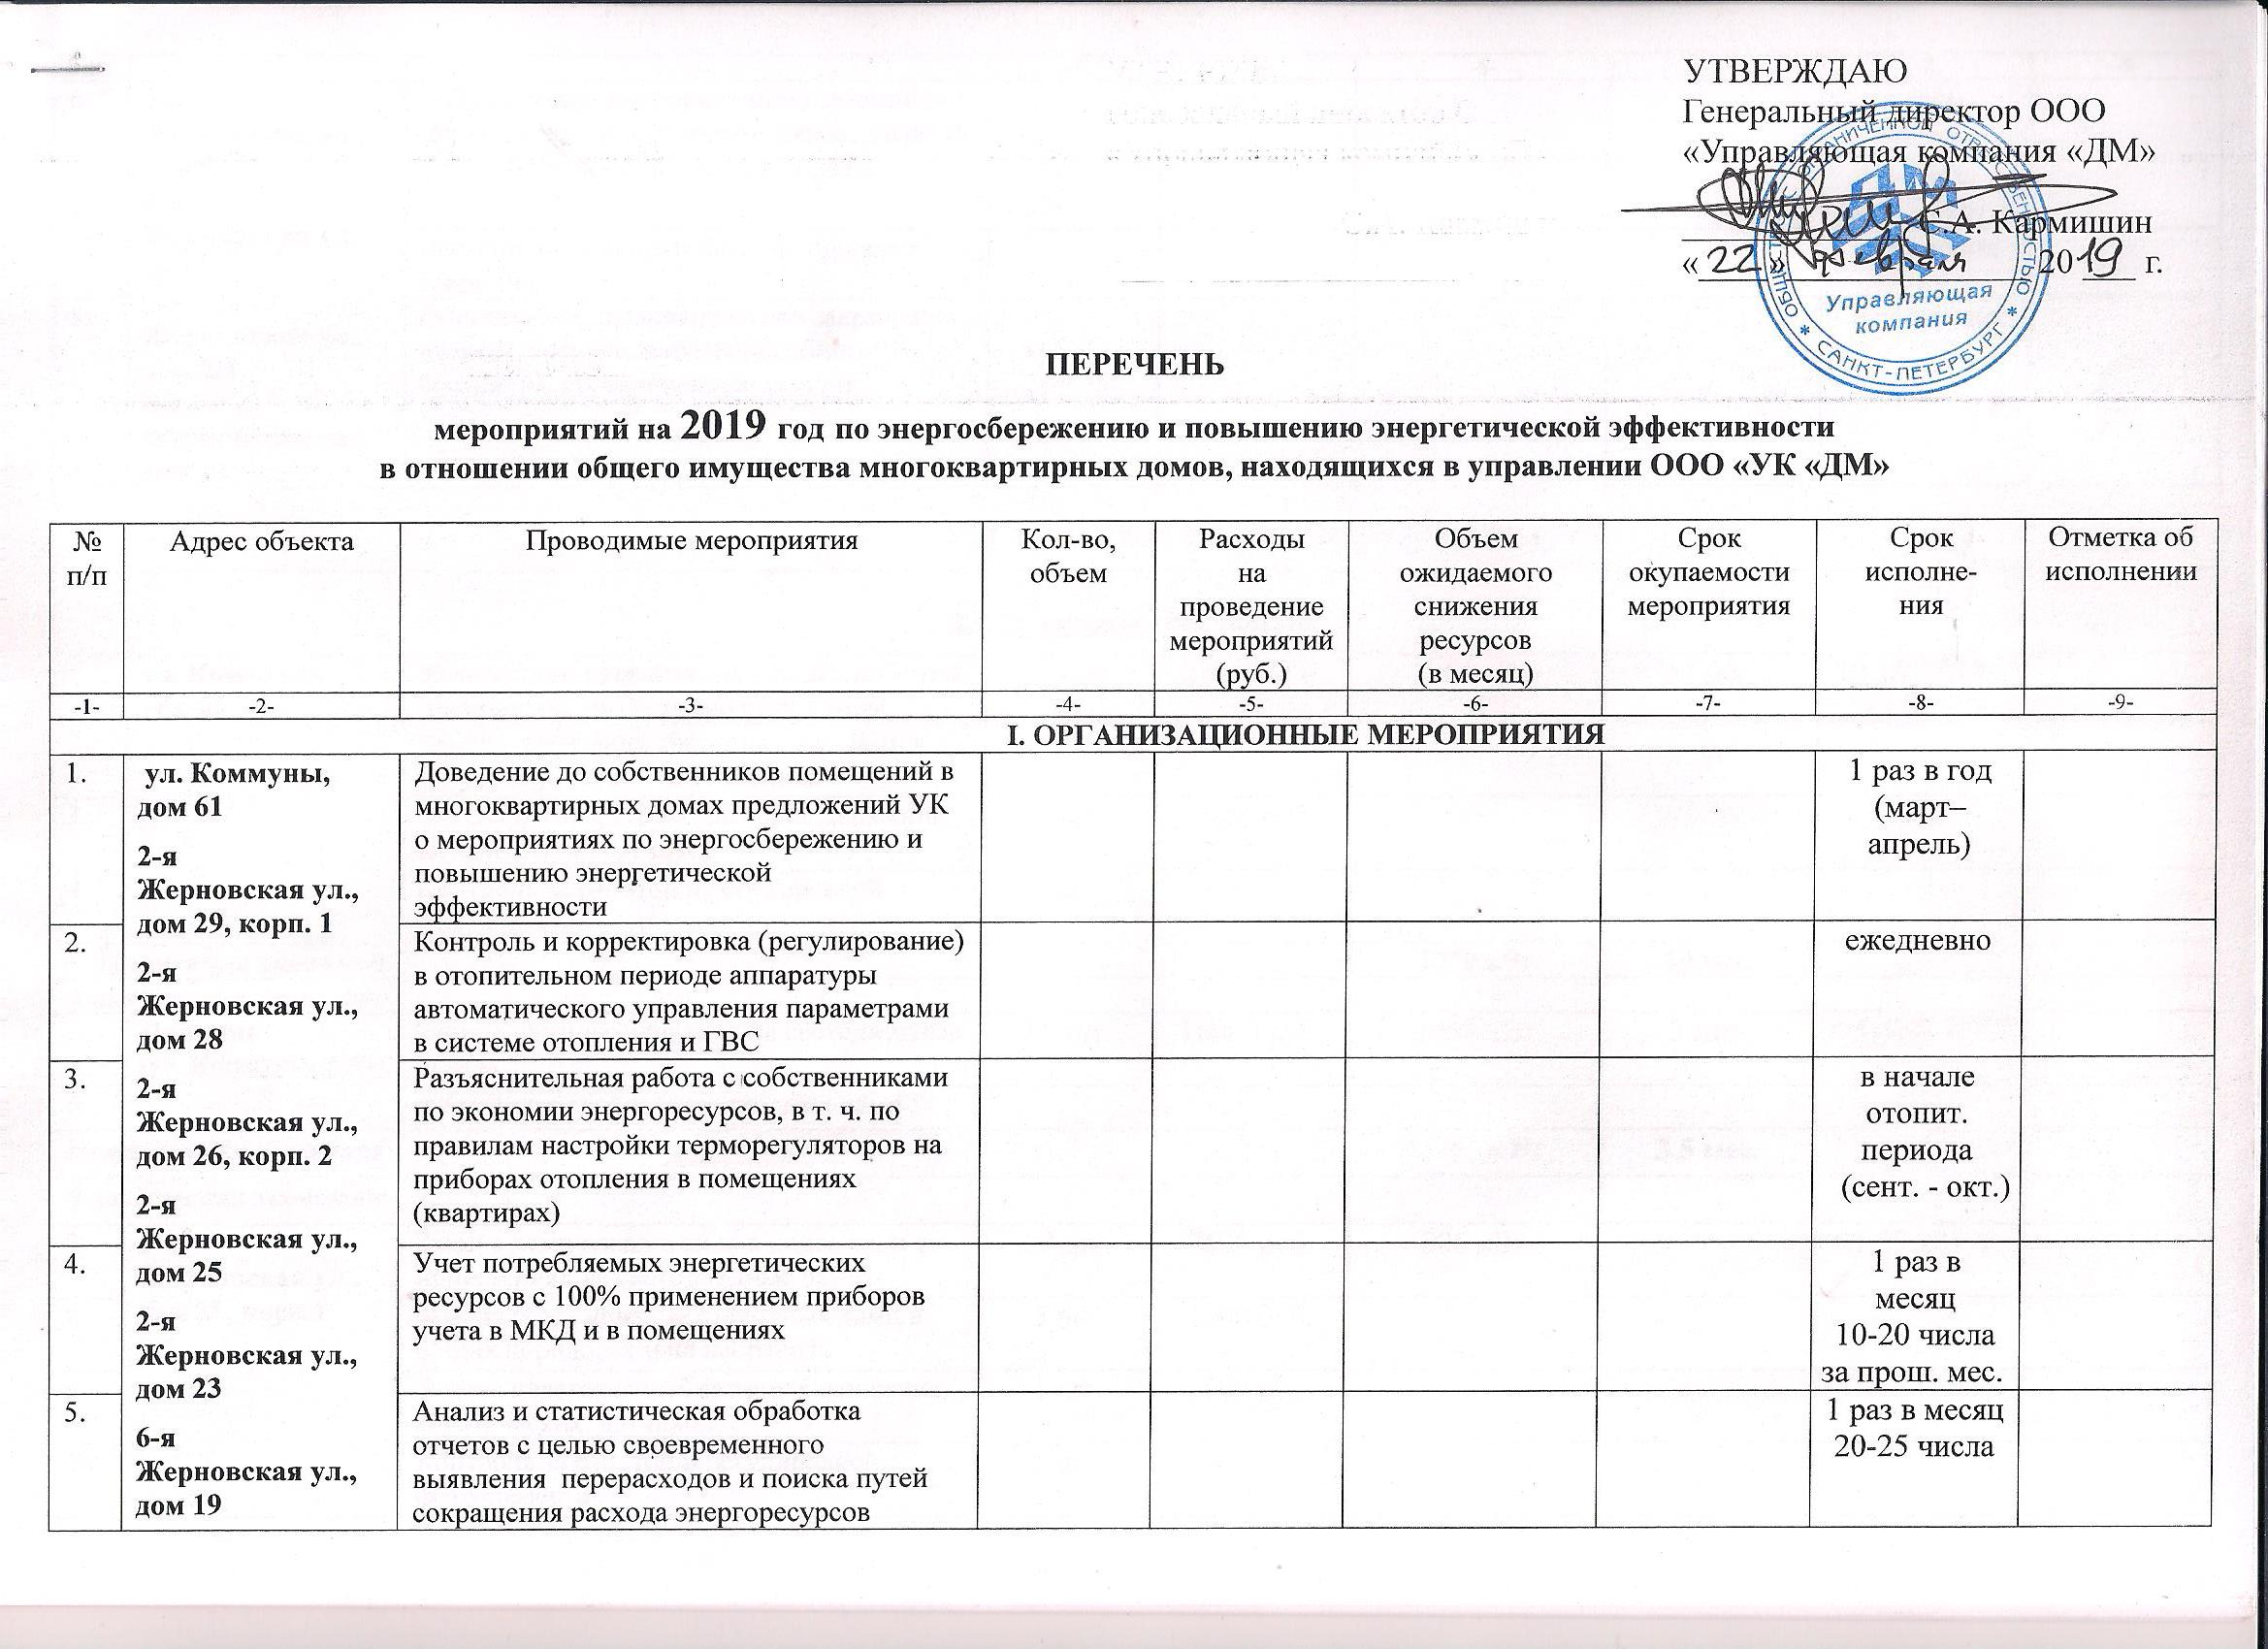 УТВЕРЖДАЮ
Генеральный директор ООО
«Управляющая компания «ДМ»
С.А. Кармишин
«22» февраля 2019 г.
ОБЩЕСТВО С ОГРАНИЧЕННОЙ ОТВЕТСТВЕННОСТЬЮ * САНКТ-ПЕТЕРБУРГ *
ДМ
Управляющая
компания
ПЕРЕЧЕНЬ
мероприятий на 2019 год по энергосбережению и повышению энергетической эффективности
в отношении общего имущества многоквартирных домов, находящихся в управлении ООО «УК «ДМ»
№
п/п
Адрес объекта
Проводимые мероприятия
Кол-во,
объем
Расходы
на
проведение
мероприятий
(руб.)
Объем
ожидаемого
снижения
ресурсов
(в месяц)
Срок
окупаемости
мероприятия
Срок
исполне-
ния
Отметка об
исполнении
-1- -2- -3- -4- -5- -6- -7- -8- -9-
I. ОРГАНИЗАЦИОННЫЕ МЕРОПРИЯТИЯ
ул. Коммуны,
дом 61
2-я
Жерновская ул.,
дом 29, корп. 1
2-я
Жерновская ул.,
дом 28
2-я
Жерновская ул.,
дом 26, корп. 2
2-я
Жерновская ул.,
дом 25
2-я
Жерновская ул.,
дом 23
6-я
Жерновская ул.,
дом 19
1.
Доведение до собственников помещений в
многоквартирных домах предложений УК
о мероприятиях по энергосбережению и
повышению энергетической
эффективности
1 раз в год
(март–
апрель)
2.
Контроль и корректировка (регулирование)
в отопительном периоде аппаратуры
автоматического управления параметрами
в системе отопления и ГВС
ежедневно
3.
Разъяснительная работа с собственниками
по экономии энергоресурсов, в т. ч. по
правилам настройки терморегуляторов на
приборах отопления в помещениях
(квартирах)
в начале
отопит.
периода
(сент. - окт.)
4.
Учет потребляемых энергетических
ресурсов с 100% применением приборов
учета в МКД и в помещениях
1 раз в
месяц
10-20 числа
за прош. мес.
5.
Анализ и статистическая обработка
отчетов с целью своевременного
выявления перерасходов и поиска путей
сокращения расхода энергоресурсов
1 раз в месяц
20-25 числа